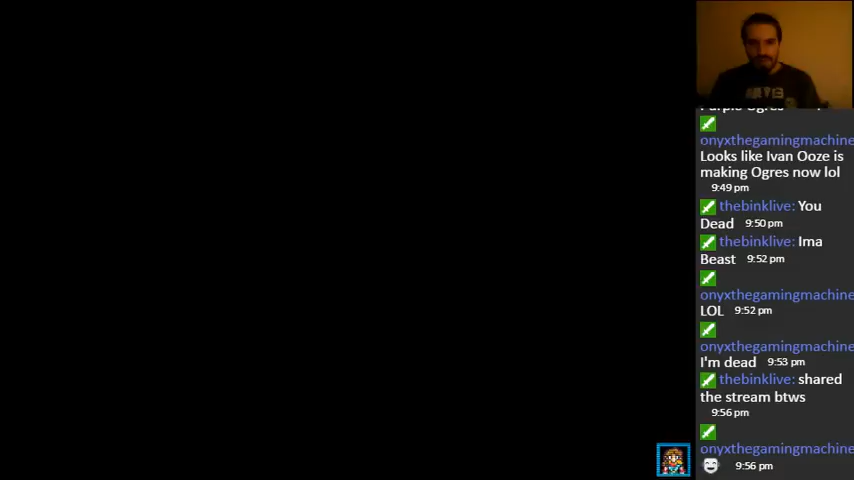 Purple Ogres
onyxthegamingmachine
Looks like Ivan Ooze is
making Ogres now lol
9:49 pm
thebinklive: You
Dead 9:50 pm
thebinklive: Ima
Beast 9:52 pm
onyxthegamingmachine
LOL 9:52 pm
onyxthegamingmachine
I'm dead 9:53 pm
thebinklive: shared
the stream btws
9:56 pm
onyxthegamingmachine
9:56 pm